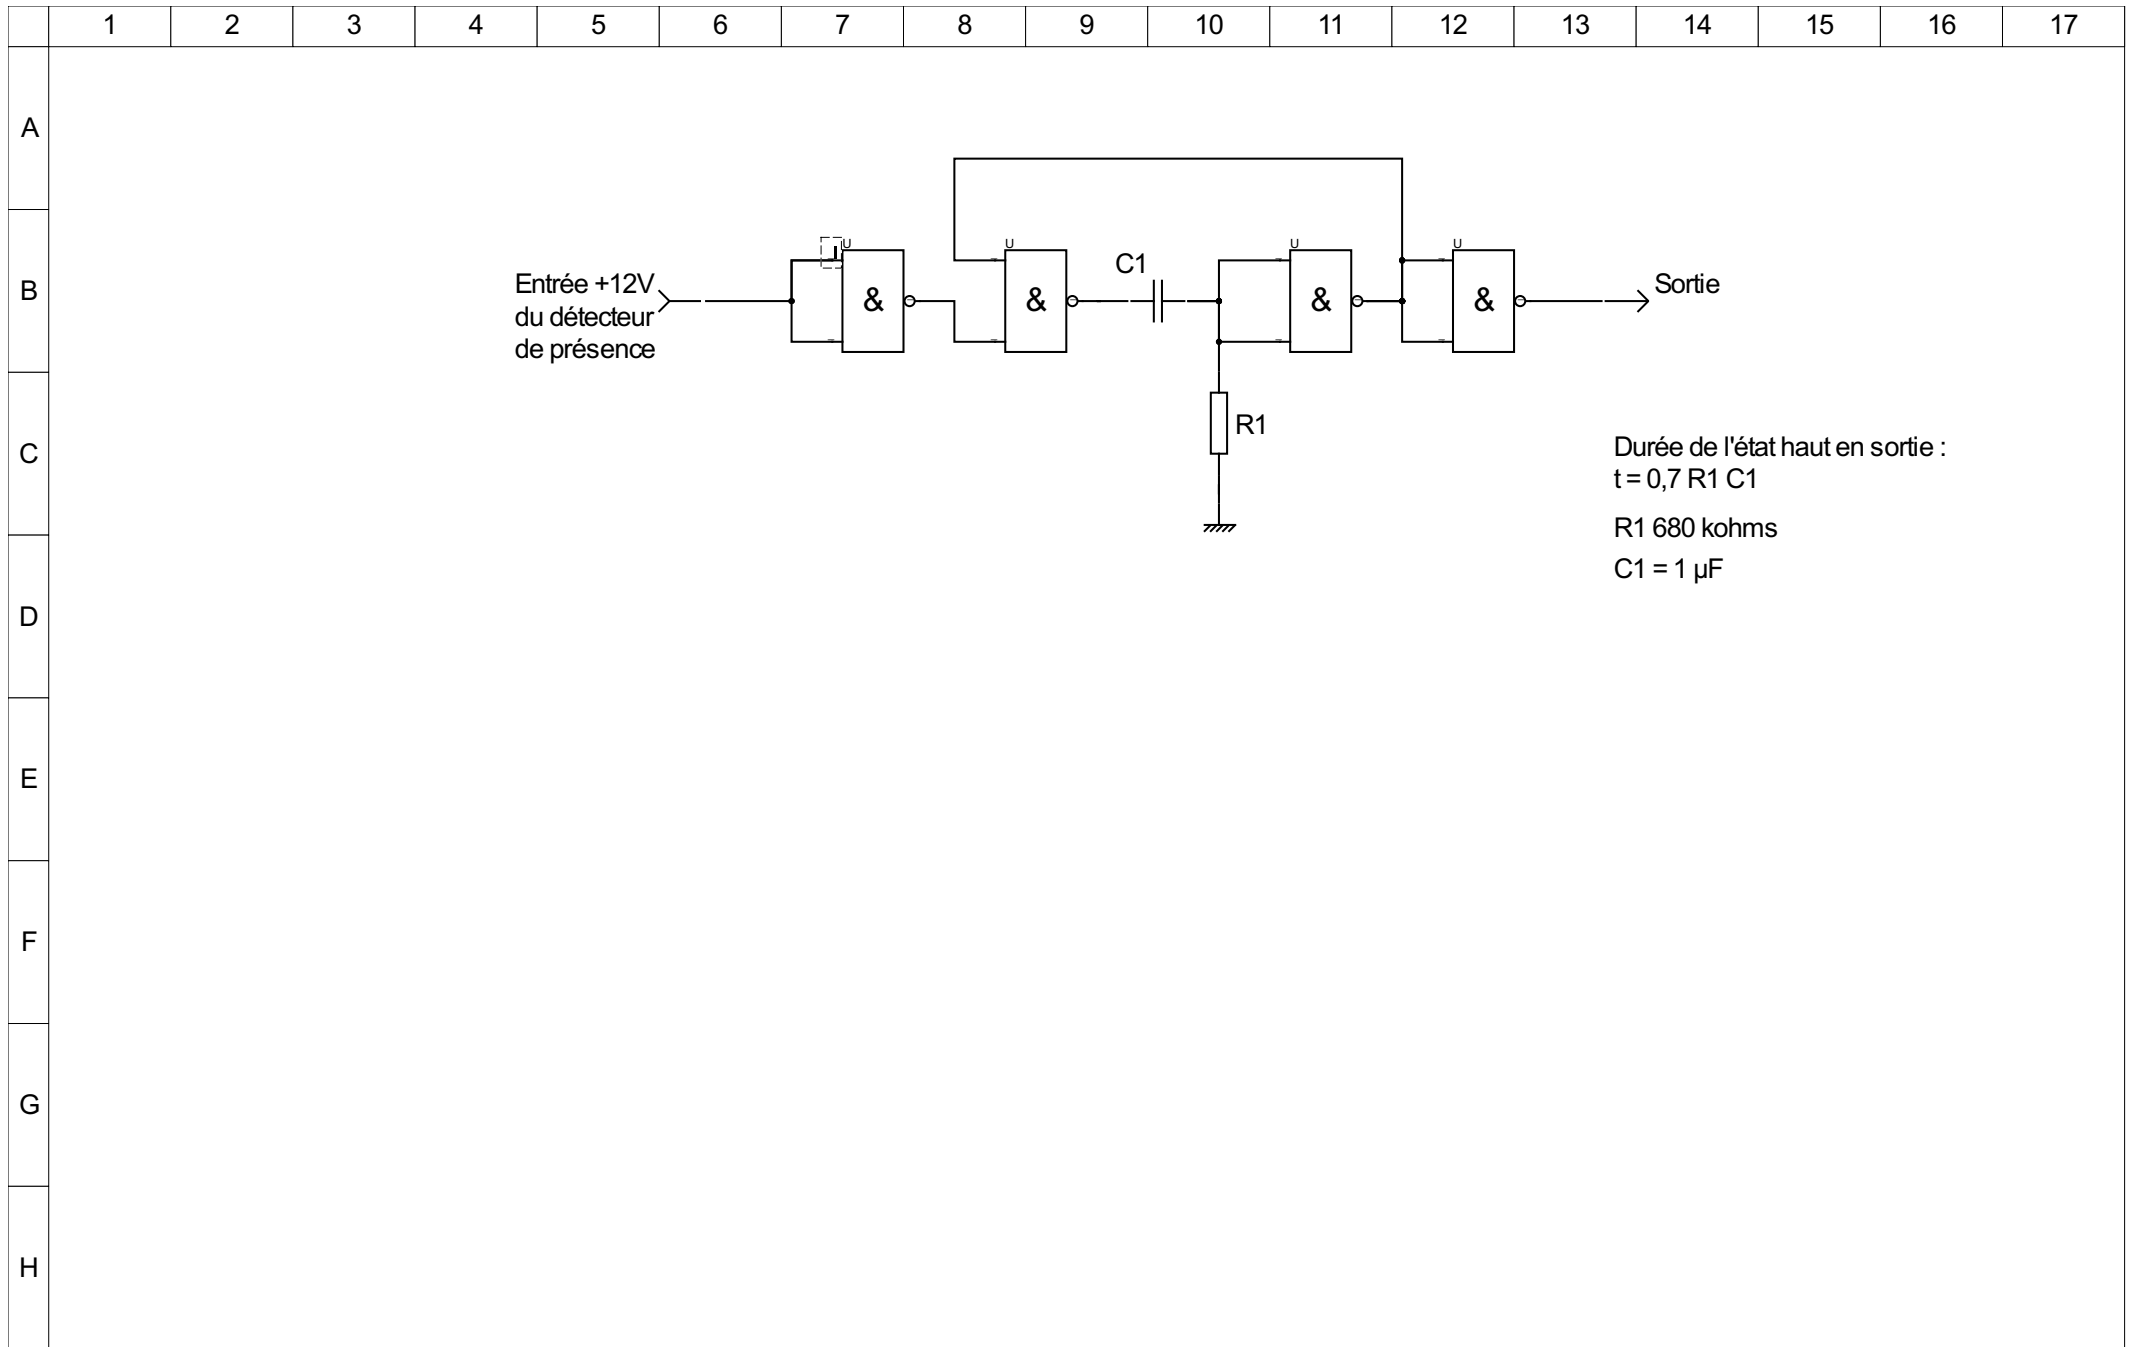 1 2 3 4 5 6 7 8 9 10 11 12 13 14 15 16 17
A
B
C
D
E
F
G
H
U
U
U
U
&
&
&
&
C1
R1
Entrée +12V
du détecteur
de présence
Sortie
Durée de l'état haut en sortie :
t = 0,7 R1 C1
R1 680 kohms
C1 = 1 µF